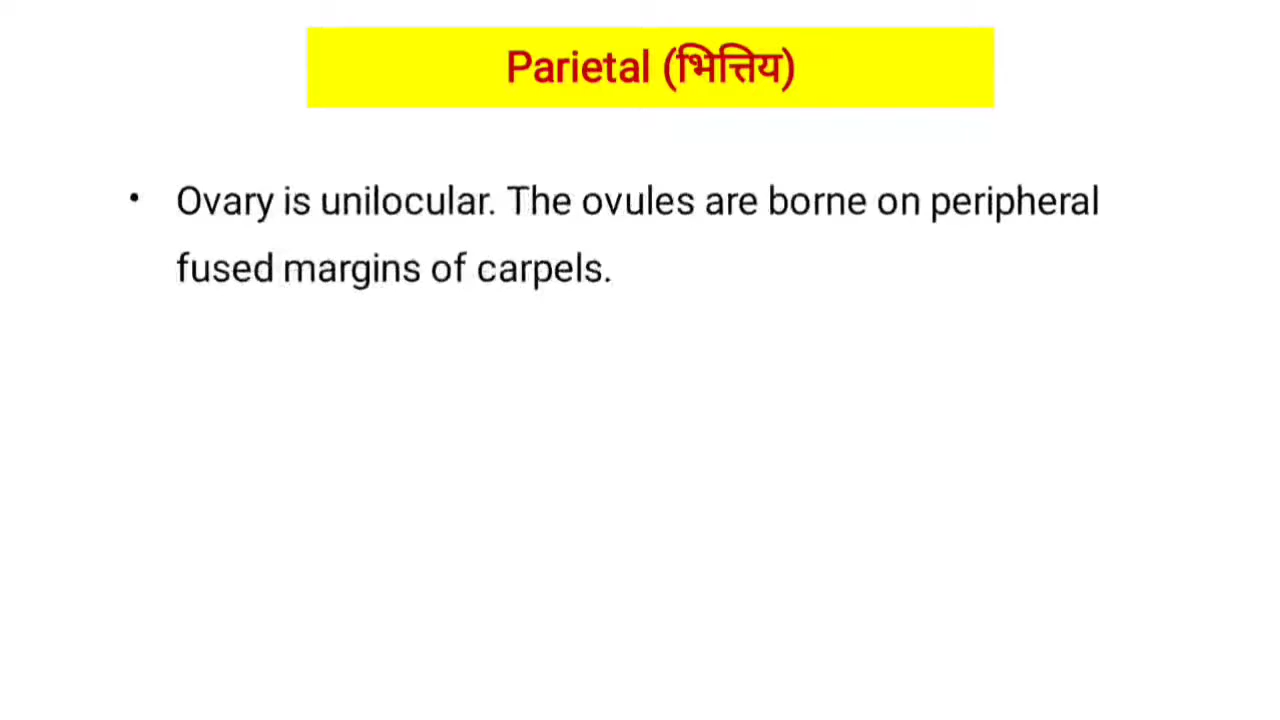 Parietal (भित्तिय)
• Ovary is unilocular. The ovules are borne on peripheral
fused margins of carpels.